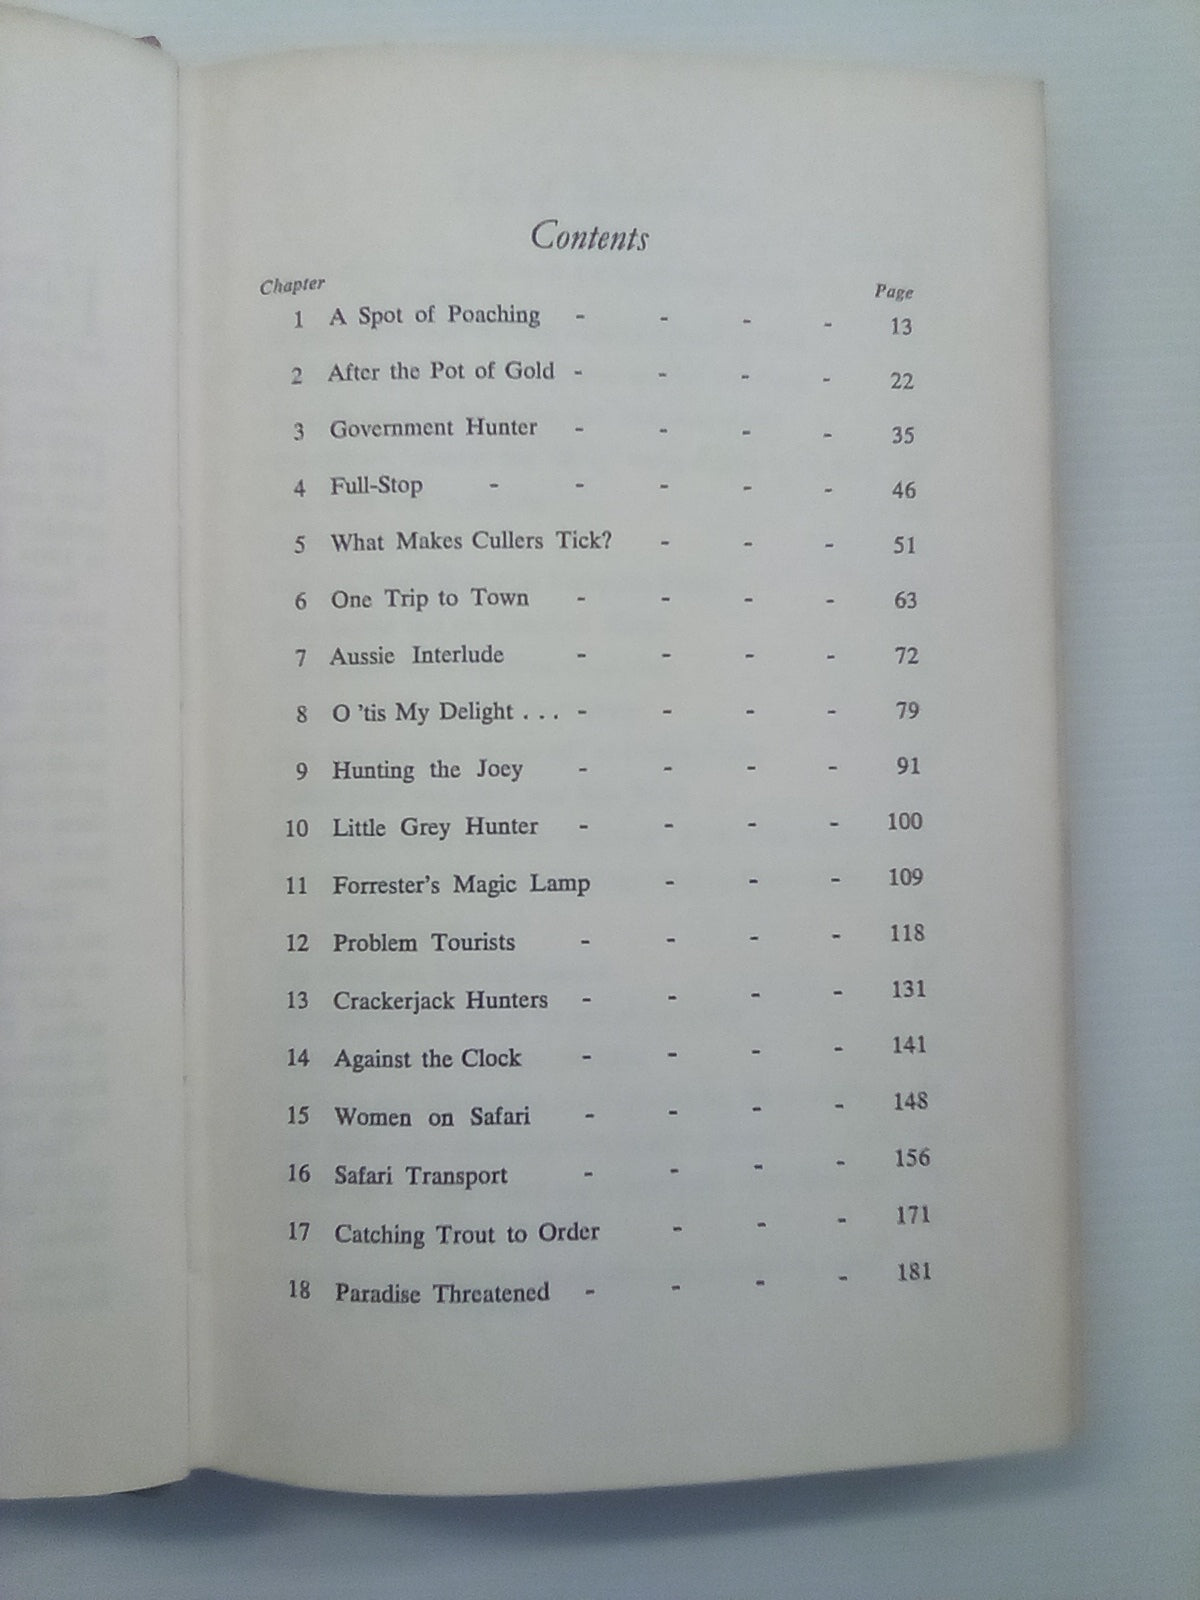 Contents
Chapter Page
1 A Spot of Poaching - - - - 13
2 After the Pot of Gold - - - - 22
3 Government Hunter - - - - 35
4 Full-Stop - - - - - 46
5 What Makes Cullers Tick? - - - 51
6 One Trip to Town - - - - 63
7 Aussie Interlude - - - - 72
8 O 'tis My Delight . . . - - - - 79
9 Hunting the Joey - - - - 91
10 Little Grey Hunter - - - - 100
11 Forrester's Magic Lamp - - - 109
12 Problem Tourists - - - - 118
13 Crackerjack Hunters - - - - 131
14 Against the Clock - - - - 141
15 Women on Safari - - - - 148
16 Safari Transport - - - - 156
17 Catching Trout to Order - - - 171
18 Paradise Threatened - - - - 181